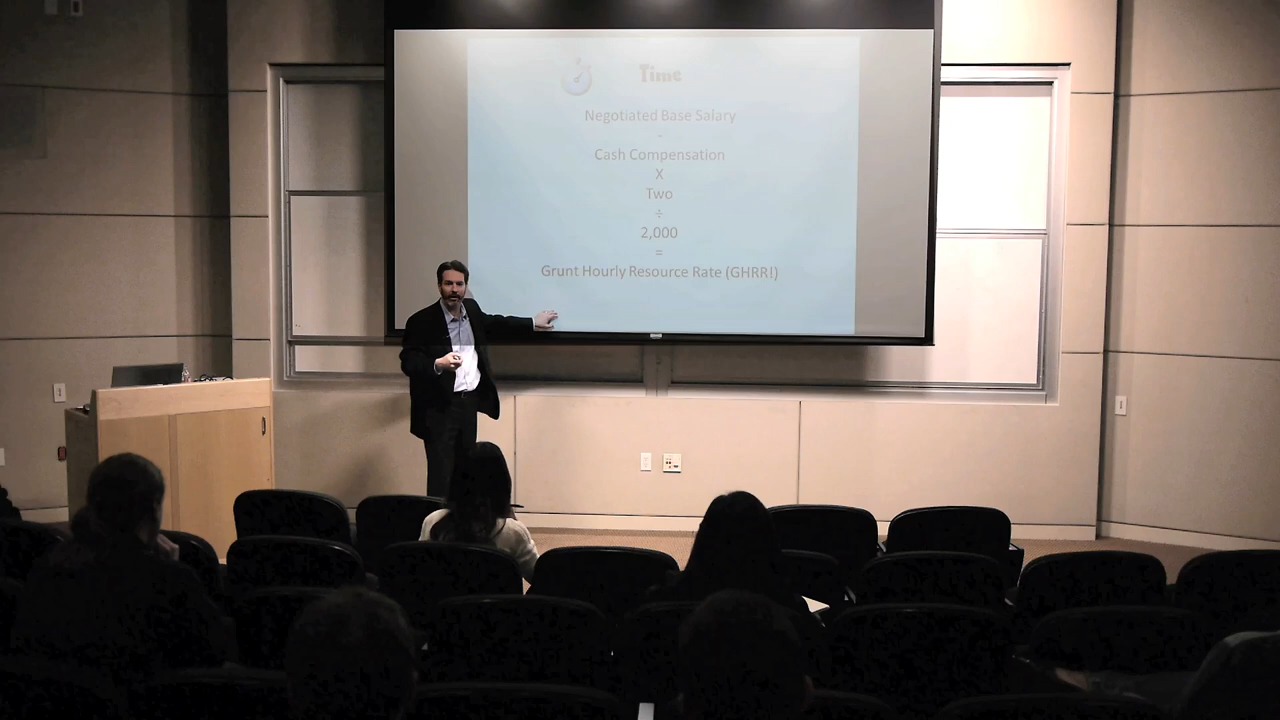 Time
Negotiated Base Salary
-
Cash Compensation
X
Two
÷
2,000
=
Grunt Hourly Resource Rate (GHRR!)